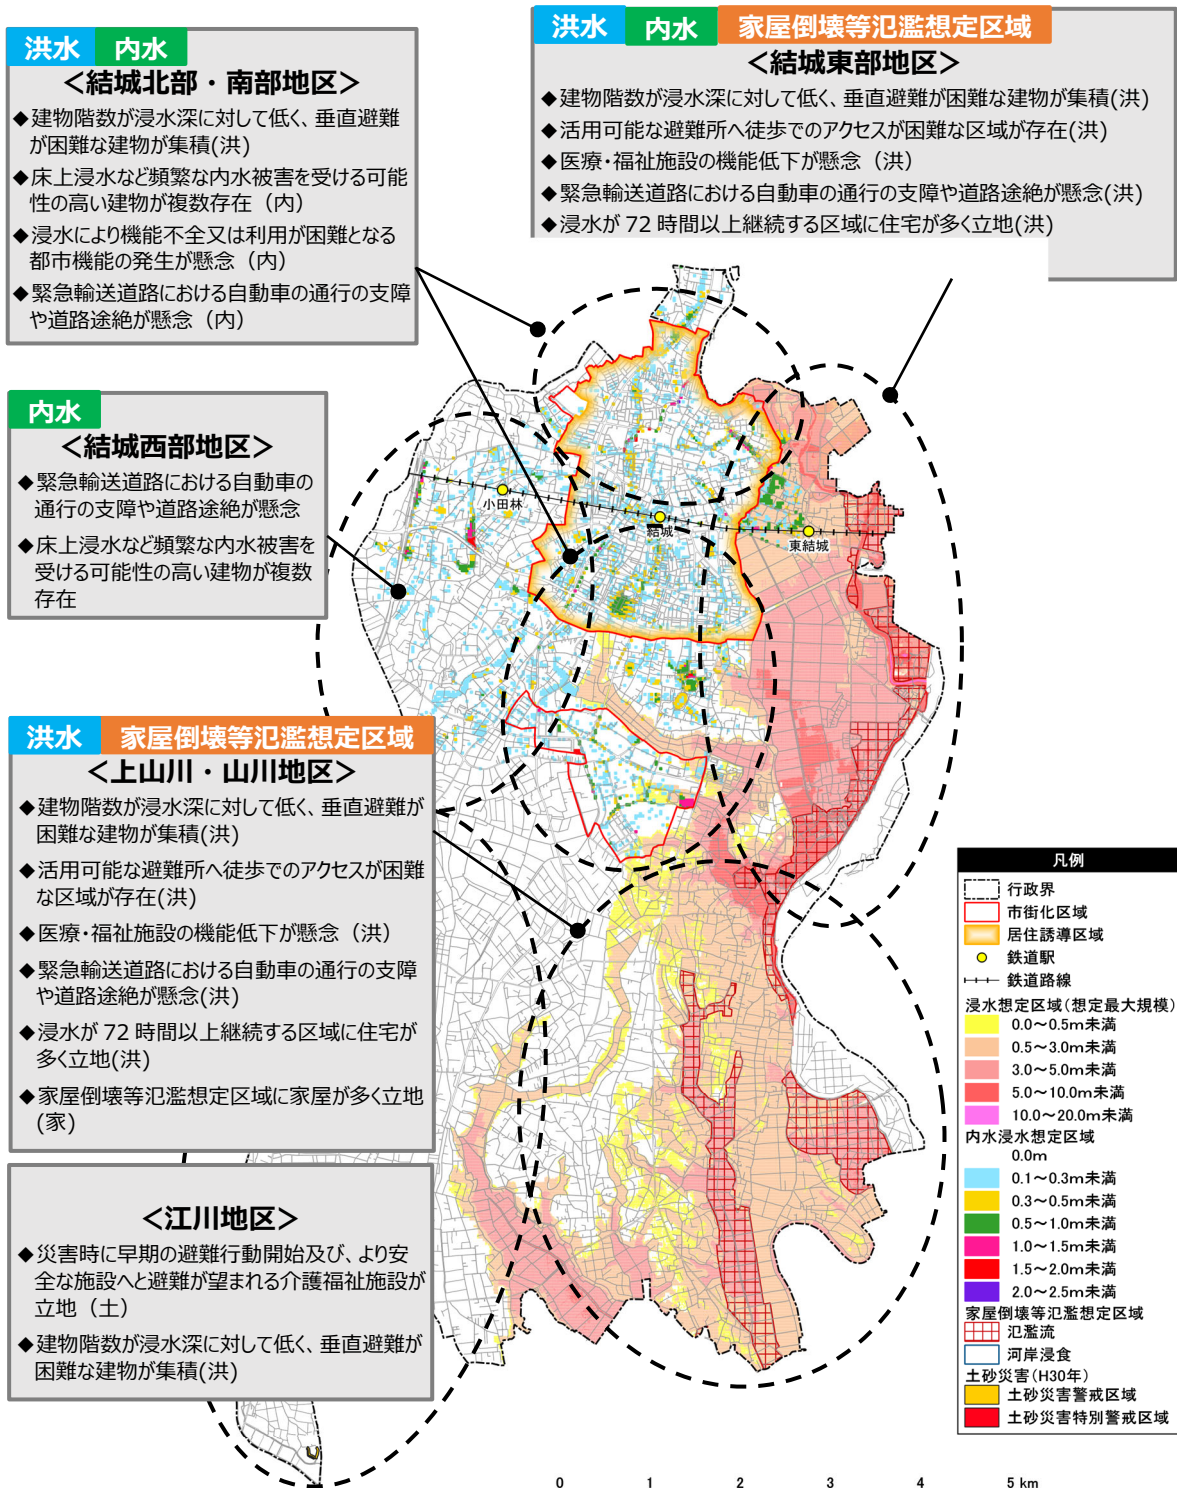 洪水 内水
＜結城北部・南部地区＞
◆建物階数が浸水深に対して低く、垂直避難
が困難な建物が集積(洪)
◆床上浸水など頻繁な内水被害を受ける可能
性の高い建物が複数存在（内）
◆浸水により機能不全又は利用が困難となる
都市機能の発生が懸念（内）
◆緊急輸送道路における自動車の通行の支障
や道路途絶が懸念（内）
洪水 内水 家屋倒壊等氾濫想定区域
＜結城東部地区＞
◆建物階数が浸水深に対して低く、垂直避難が困難な建物が集積(洪)
◆活用可能な避難所へ徒歩でのアクセスが困難な区域が存在(洪)
◆医療・福祉施設の機能低下が懸念（洪）
◆緊急輸送道路における自動車の通行の支障や道路途絶が懸念(洪)
◆浸水が 72 時間以上継続する区域に住宅が多く立地(洪)
内水
＜結城西部地区＞
◆緊急輸送道路における自動車の
通行の支障や道路途絶が懸念
◆床上浸水など頻繁な内水被害を
受ける可能性の高い建物が複数
存在
小田林
結城
東結城
洪水 家屋倒壊等氾濫想定区域
＜上山川・山川地区＞
◆建物階数が浸水深に対して低く、垂直避難が
困難な建物が集積(洪)
◆活用可能な避難所へ徒歩でのアクセスが困難
な区域が存在(洪)
◆医療・福祉施設の機能低下が懸念（洪）
◆緊急輸送道路における自動車の通行の支障
や道路途絶が懸念(洪)
◆浸水が 72 時間以上継続する区域に住宅が
多く立地(洪)
◆家屋倒壊等氾濫想定区域に家屋が多く立地
(家)
＜江川地区＞
◆災害時に早期の避難行動開始及び、より安
全な施設へと避難が望まれる介護福祉施設が
立地（土）
◆建物階数が浸水深に対して低く、垂直避難が
困難な建物が集積(洪)
凡例
行政界
市街化区域
居住誘導区域
鉄道駅
鉄道路線
浸水想定区域(想定最大規模)
0.0～0.5m未満
0.5～3.0m未満
3.0～5.0m未満
5.0～10.0m未満
10.0～20.0m未満
内水浸水想定区域
0.0m
0.1～0.3m未満
0.3～0.5m未満
0.5～1.0m未満
1.0～1.5m未満
1.5～2.0m未満
2.0～2.5m未満
家屋倒壊等氾濫想定区域
氾濫流
河岸浸食
土砂災害(H30年)
土砂災害警戒区域
土砂災害特別警戒区域
0 1 2 3 4 5 km